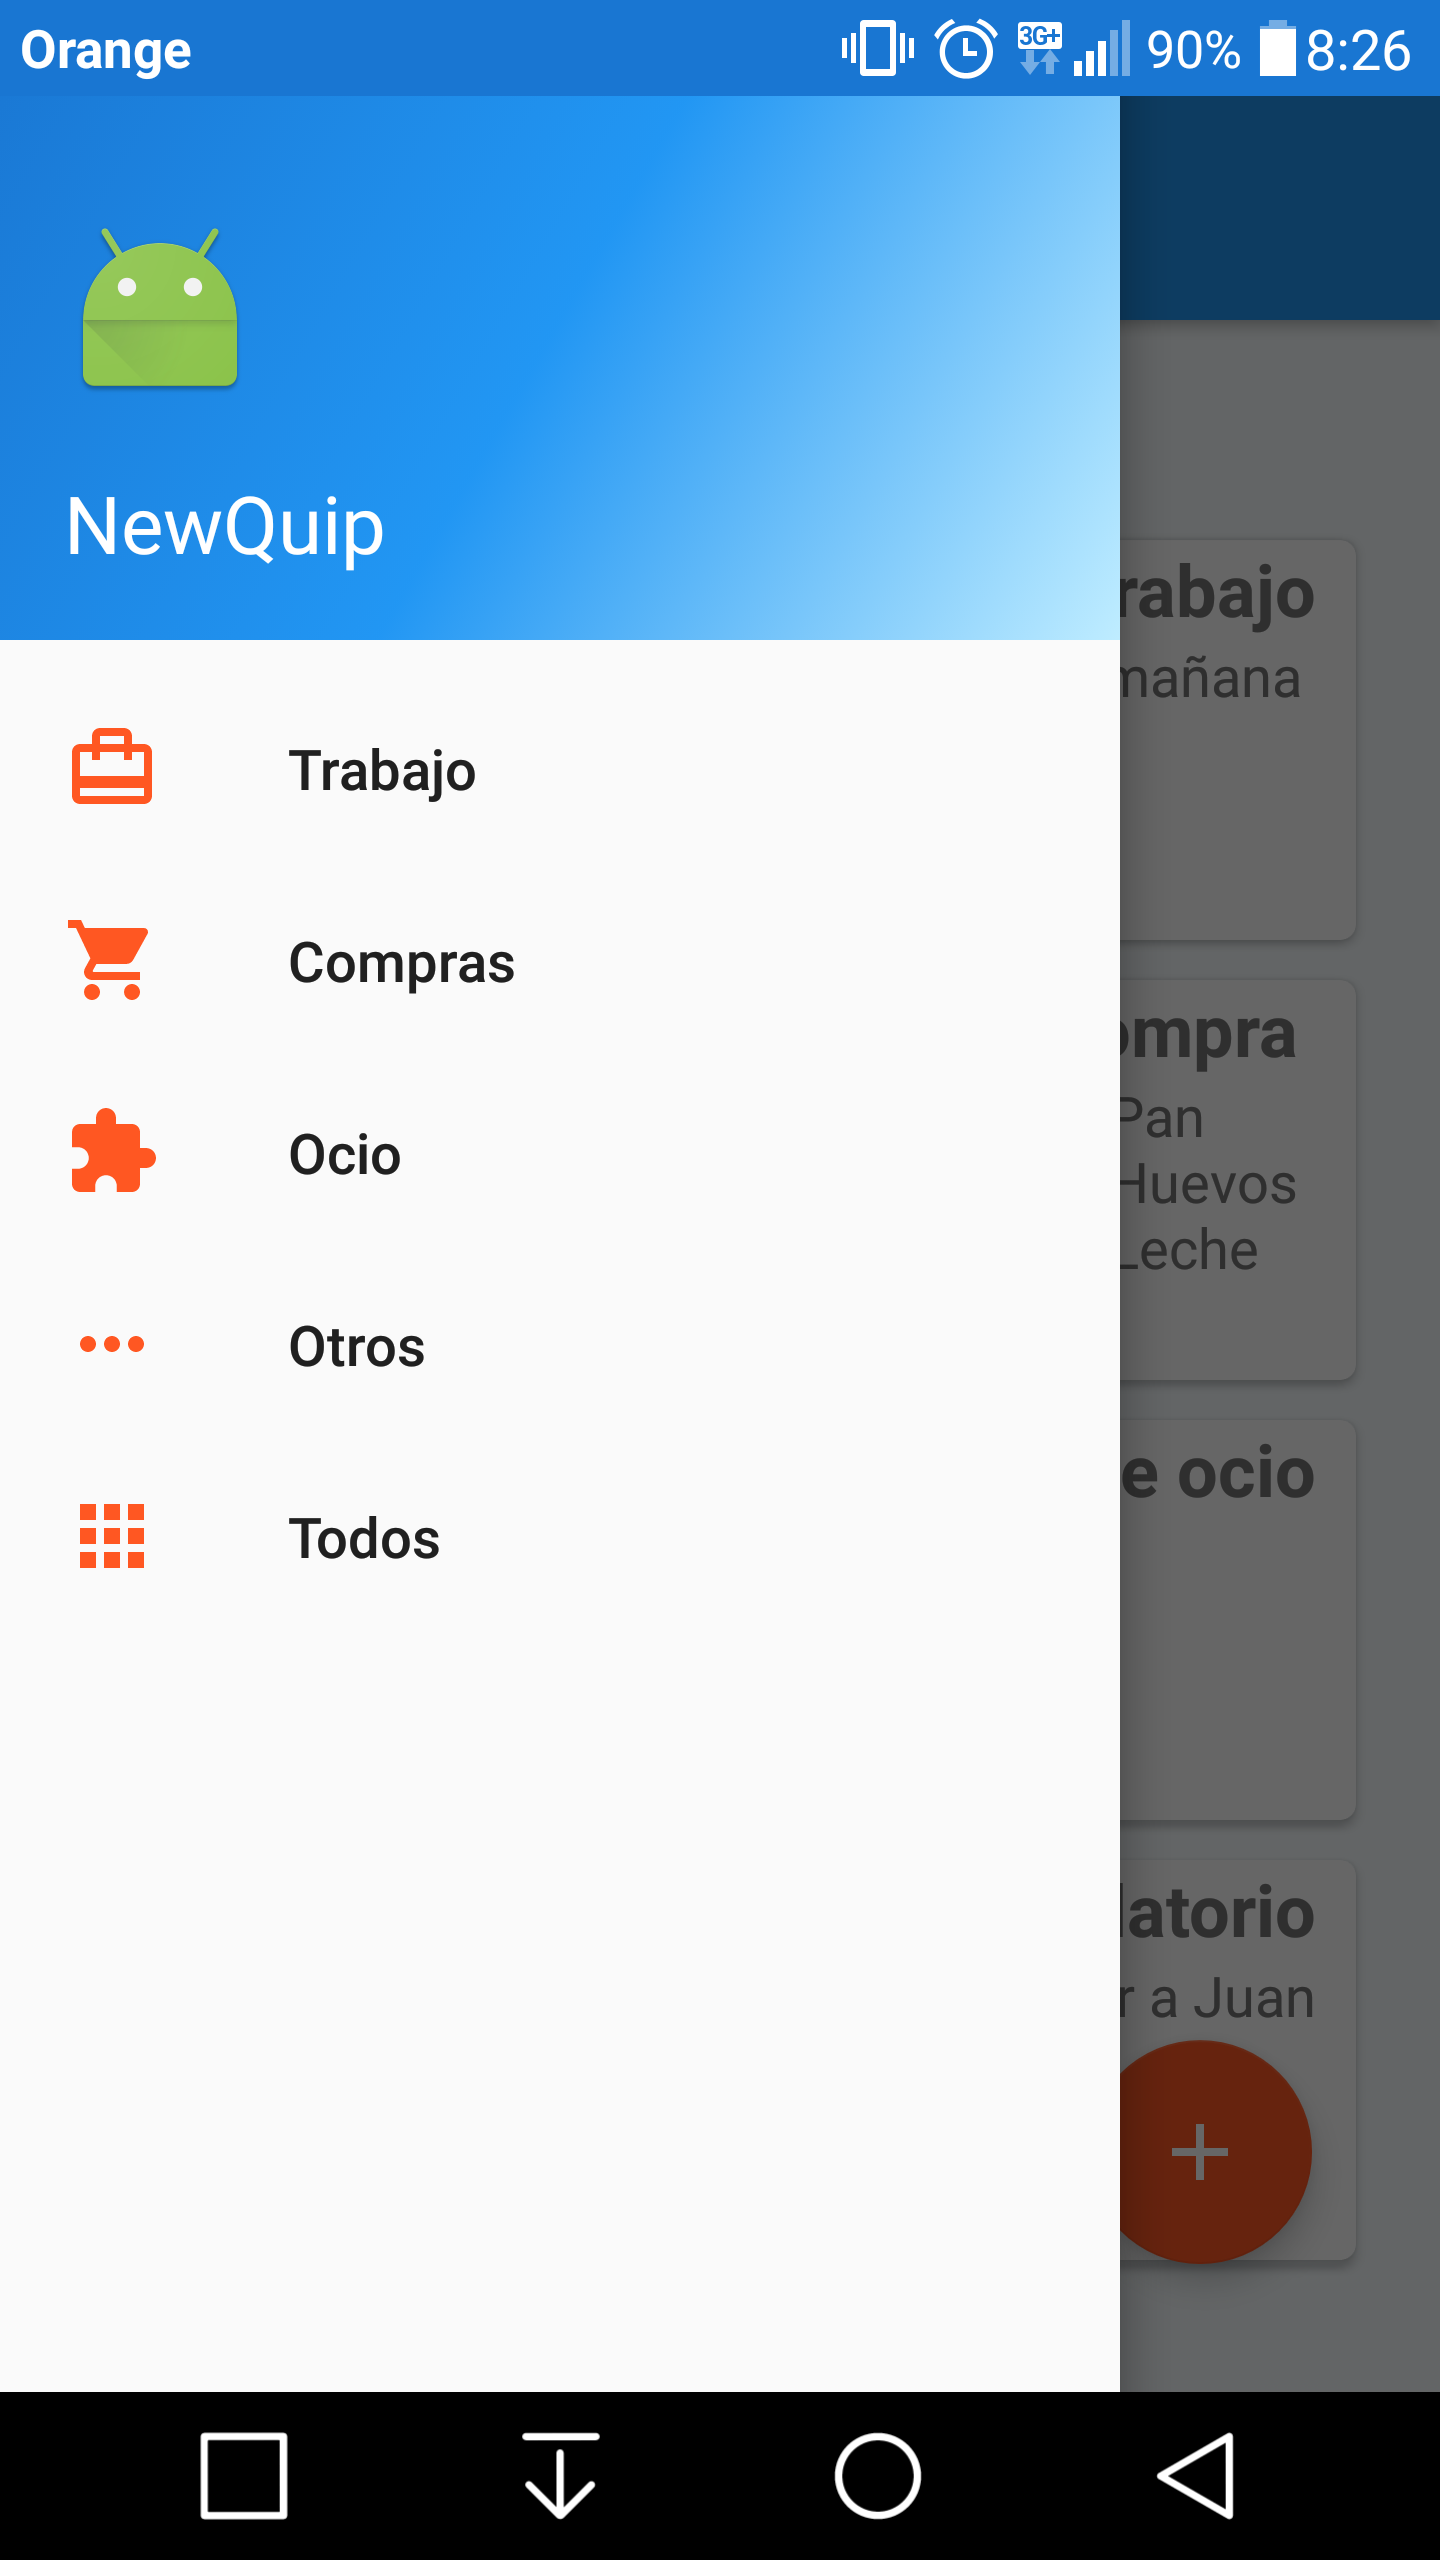 Orange 3G+ 90% 8:26
NewQuip
Trabajo
Compras
Ocio
Otros
Todos
rabajo
mañana
ompra
Pan
Huevos
Leche
e ocio
latorio
r a Juan